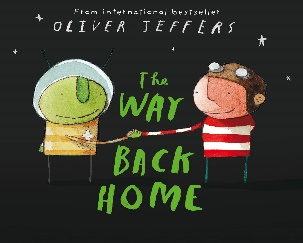 From international bestseller
OLIVER JEFFERS
The
WAY
BACK
HOME